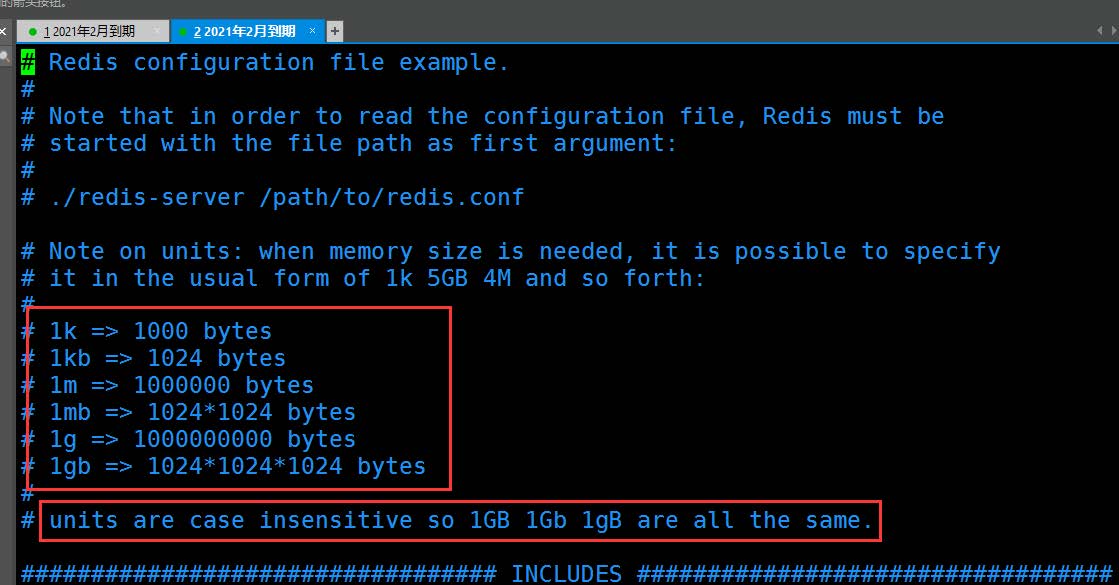 的箭头按钮。
1 2021年2月到期 × 2 2021年2月到期 × +
# Redis configuration file example.
#
# Note that in order to read the configuration file, Redis must be
# started with the file path as first argument:
#
# ./redis-server /path/to/redis.conf
# Note on units: when memory size is needed, it is possible to specify
# it in the usual form of 1k 5GB 4M and so forth:
#
# 1k => 1000 bytes
# 1kb => 1024 bytes
# 1m => 1000000 bytes
# 1mb => 1024*1024 bytes
# 1g => 1000000000 bytes
# 1gb => 1024*1024*1024 bytes
#
# units are case insensitive so 1GB 1Gb 1gB are all the same.
################################## INCLUDES ##################################